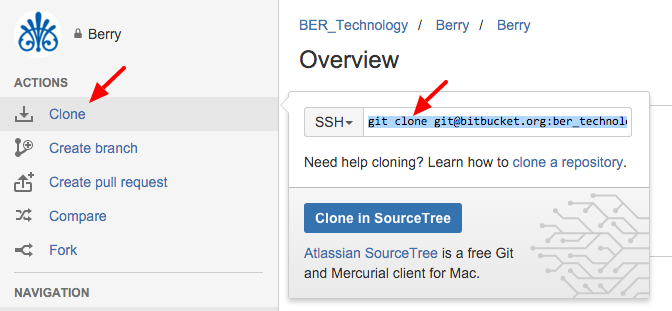 Berry
ACTIONS
Clone
Create branch
Create pull request
Compare
Fork
NAVIGATION
BER_Technology / Berry / Berry
Overview
SSH
git clone git@bitbucket.org:ber_technolo
Need help cloning? Learn how to clone a repository.
Clone in SourceTree
Atlassian SourceTree is a free Git
and Mercurial client for Mac.